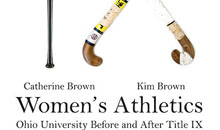 Catherine Brown Kim Brown
Women's Athletics
Ohio University Before and After Title IX